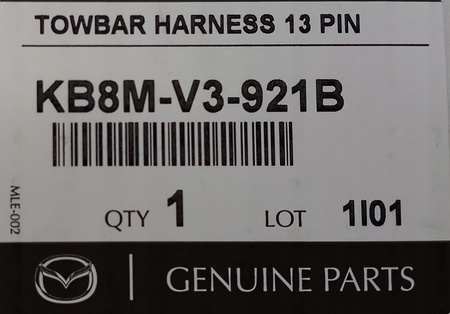 TOWBAR HARNESS 13 PIN
KB8M-V3-921B
MLE-002
QTY 1 LOT 1I01
GENUINE PARTS